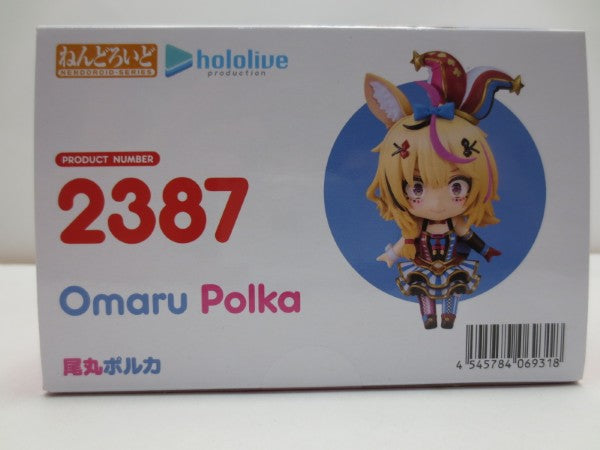 ねんどろいど
NENDOROID-SERIES
hololive
production
PRODUCT NUMBER
2387
Omaru Polka
尾丸ポルカ
4 545784 069318